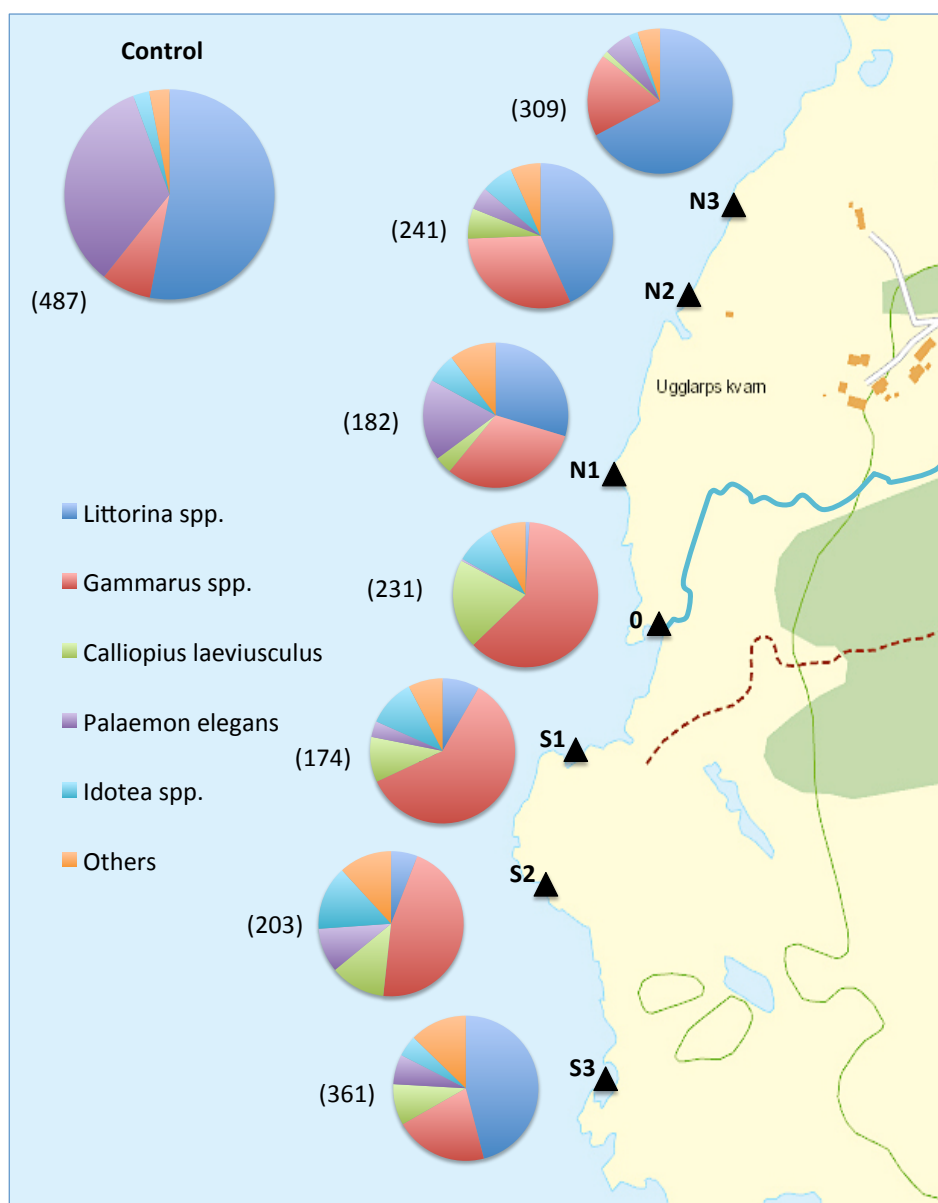 Control
(309)
N3
(241)
N2
(487)
Ugglarps kvarn
(182)
N1
Littorina spp.
Gammarus spp.
(231)
0
Calliopius laeviusculus
Palaemon elegans
S1
(174)
Idotea spp.
Others
S2
(203)
S3
(361)